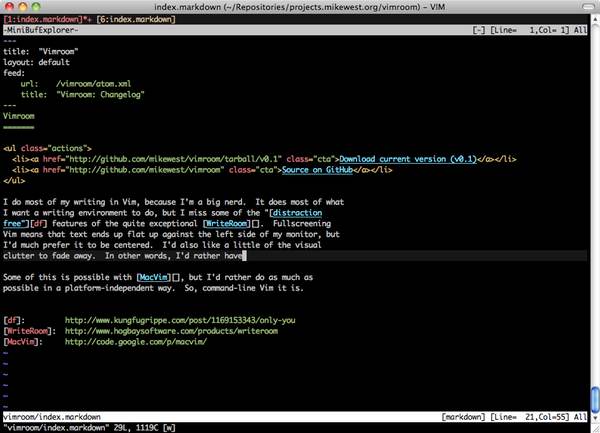 index.markdown (~/Repositories/projects.mikewest.org/vimroom) – VIM
[1:index.markdown]*+ [6:index.markdown]
-MiniBufExplorer- [-] [Line= 1,Col= 1] All
---
title: "Vimroom"
layout: default
feed:
    url: /vimroom/atom.xml
    title: "Vimroom: Changelog"
---
Vimroom
=======
<ul class="actions">
  <li><a href="http://github.com/mikewest/vimroom/tarball/v0.1" class="cta">Download current version (v0.1)</a></li>
  <li><a href="http://github.com/mikewest/vimroom" class="cta">Source on GitHub</a></li>
</ul>
I do most of my writing in Vim, because I'm a big nerd.  It does most of what
I want a writing environment to do, but I miss some of the "[distraction
free"][df] features of the quite exceptional [WriteRoom][].  Fullscreening
Vim means that text ends up flat up against the left side of my monitor, but
I'd much prefer it to be centered.  I'd also like a little of the visual
clutter to fade away.  In other words, I'd rather have
Some of this is possible with [MacVim][], but I'd rather do as much as
possible in a platform-independent way.  So, command-line Vim it is.
[df]: http://www.kungfugrippe.com/post/1169153343/only-you
[WriteRoom]: http://www.hogbaysoftware.com/products/writeroom
[MacVim]: http://code.google.com/p/macvim/
~
~
~
~
~
vimroom/index.markdown [markdown] [Line= 21,Col=55] All
"vimroom/index.markdown" 29L, 1119C [w]